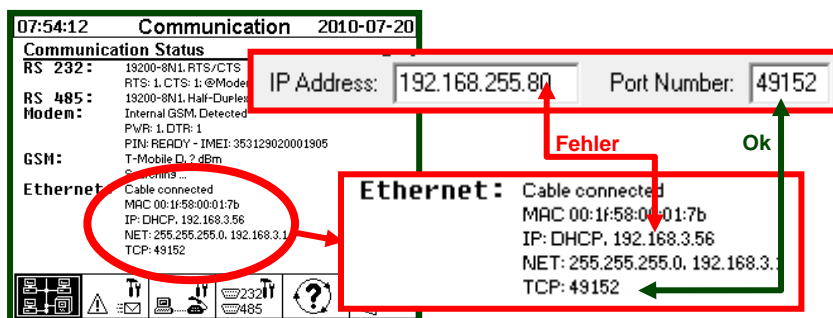 07:54:12 Communication 2010-07-20
Communication Status
RS 232: 19200-8N1, RTS/CTS
RTS: 1, CTS: 1; @Modem
RS 485: 19200-8N1, Half-Duplex
Modem: Internal GSM, Detected
PWR: 1, DTR: 1
PIN: READY - IMEI: 353129020001905
GSM: T-Mobile D, ? dBm
Searching ...
Ethernet: Cable connected
MAC 00:1f:58:00:01:7b
IP: DHCP, 192.168.3.56
NET: 255.255.255.0, 192.168.3.1
TCP: 49152
232
485
IP Address: 192.168.255.80 Port Number: 49152
Fehler Ok
Ethernet: Cable connected
MAC 00:1f:58:00:01:7b
IP: DHCP, 192.168.3.56
NET: 255.255.255.0, 192.168.3.1
TCP: 49152